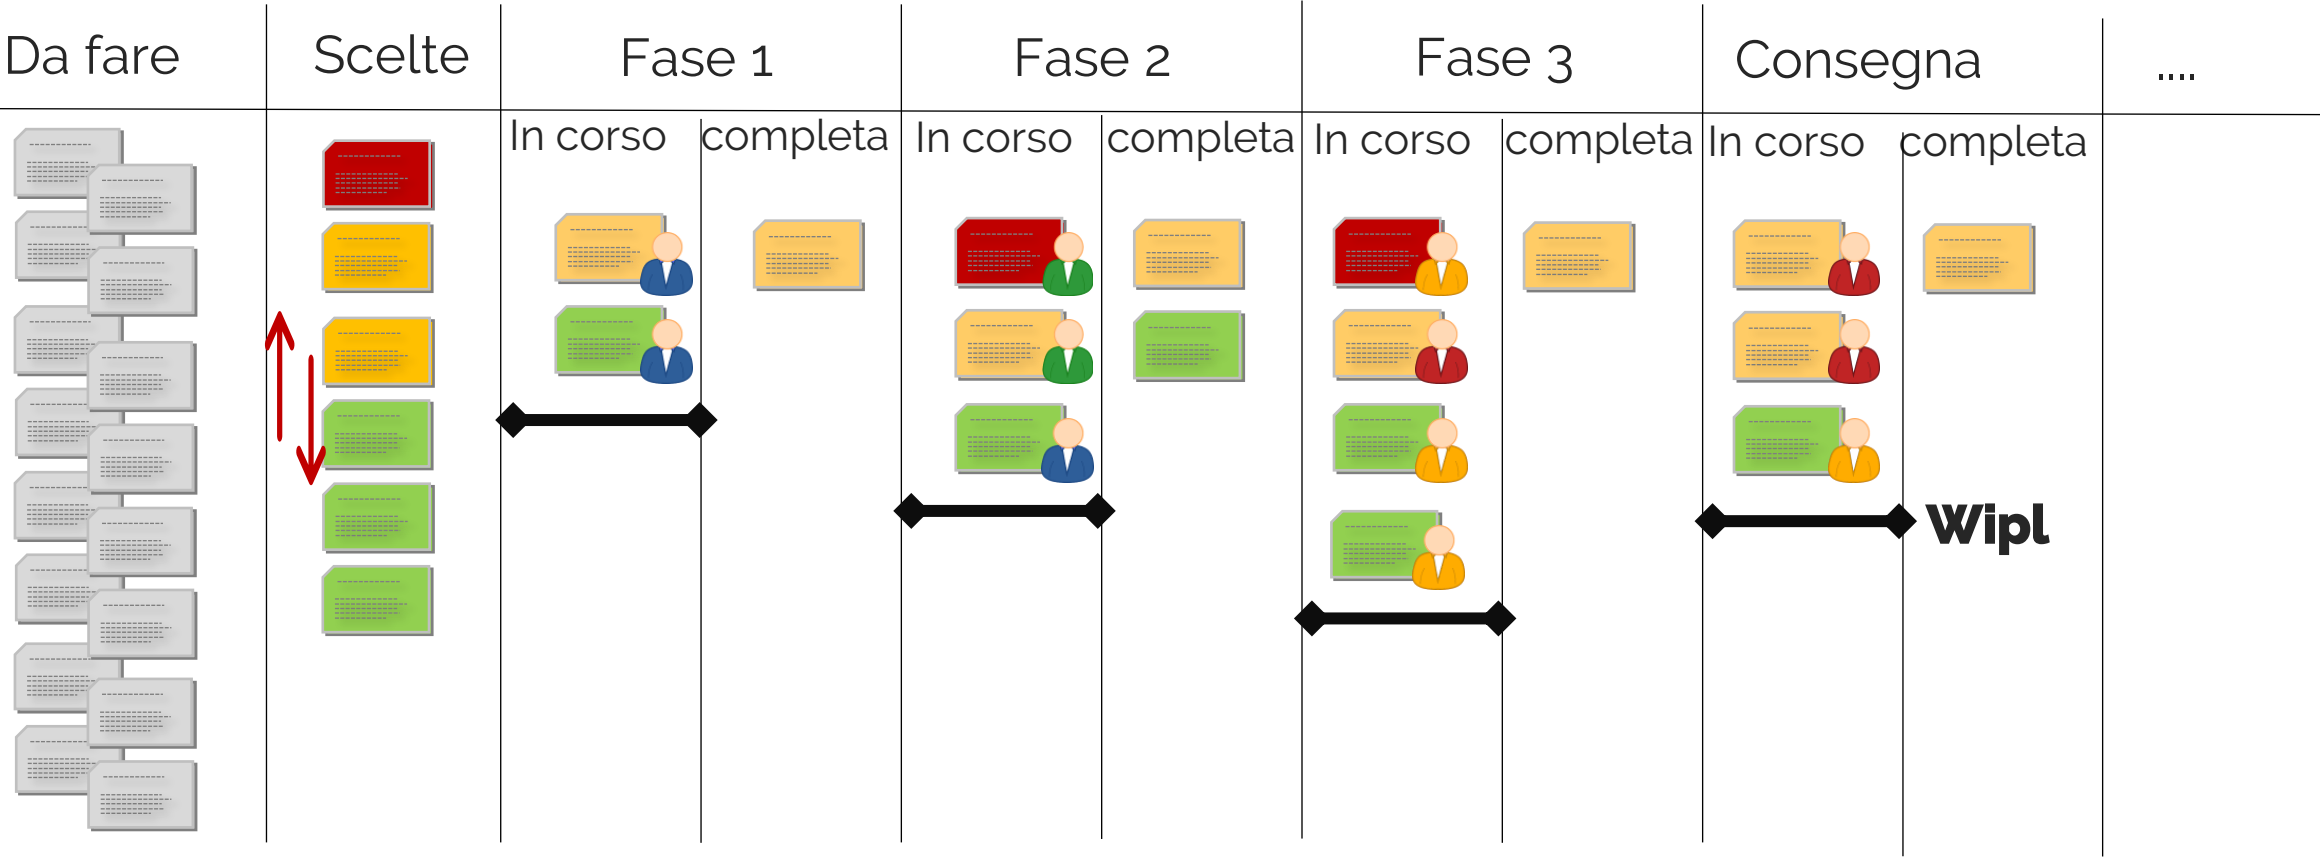 Da fare
Scelte
Fase 1
Fase 2
Fase 3
Consegna
....
In corso
completa
In corso
completa
In corso
completa
In corso
completa
Wipl